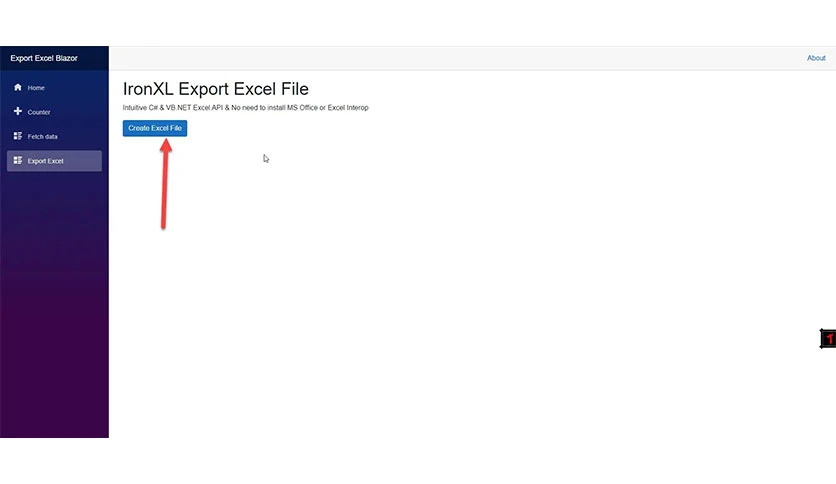 Export Excel Blazor
About
Home
Counter
Fetch data
Export Excel
IronXL Export Excel File
Intuitive C# & VB.NET Excel API & No need to install MS Office or Excel Interop
Create Excel File
1